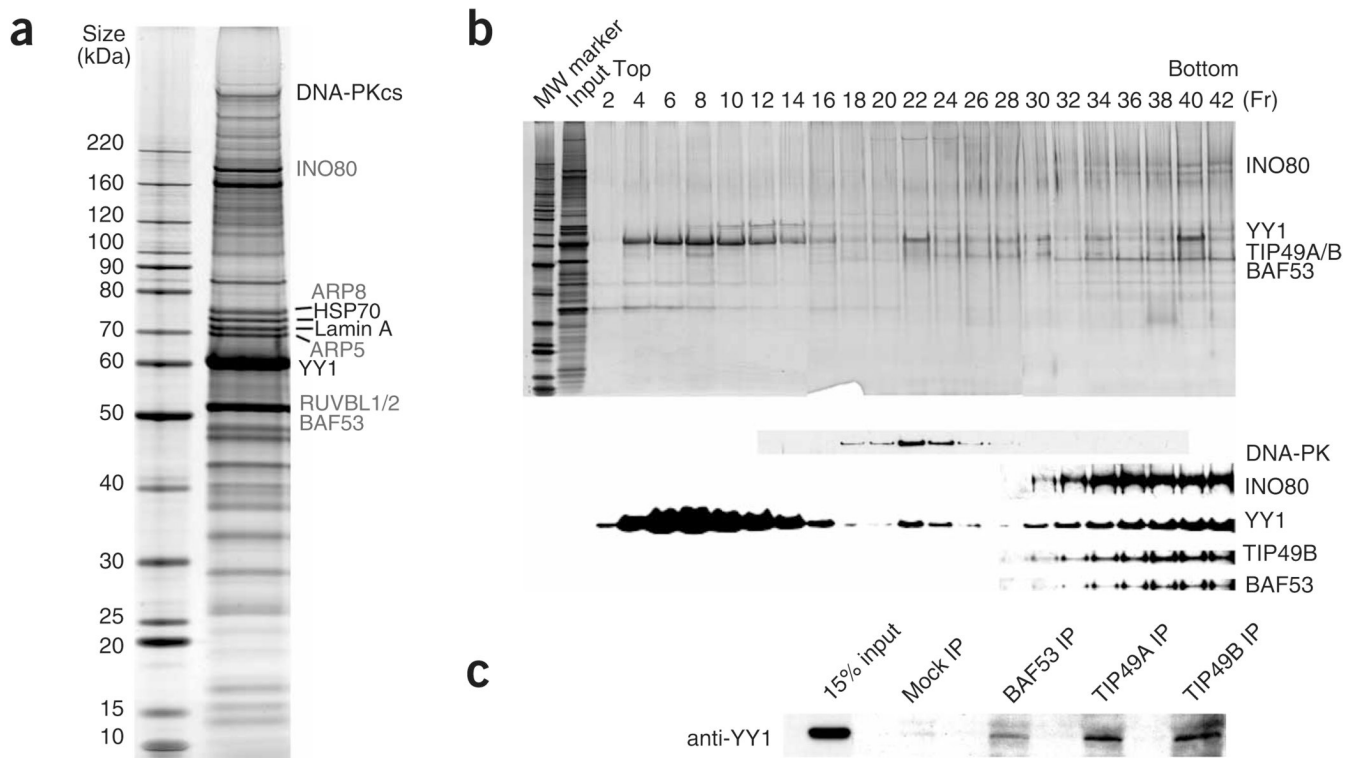 a
Size
(kDa)
220
160
120
100
90
80
70
60
50
40
30
25
20
15
10
DNA-PKcs
INO80
ARP8
HSP70
Lamin A
ARP5
YY1
RUVBL1/2
BAF53
b
MW marker
Input
Top
Bottom
2 4 6 8 10 12 14 16 18 20 22 24 26 28 30 32 34 36 38 40 42 (Fr)
INO80
YY1
TIP49A/B
BAF53
DNA-PK
INO80
YY1
TIP49B
BAF53
c
15% input
Mock IP
BAF53 IP
TIP49A IP
TIP49B IP
anti-YY1